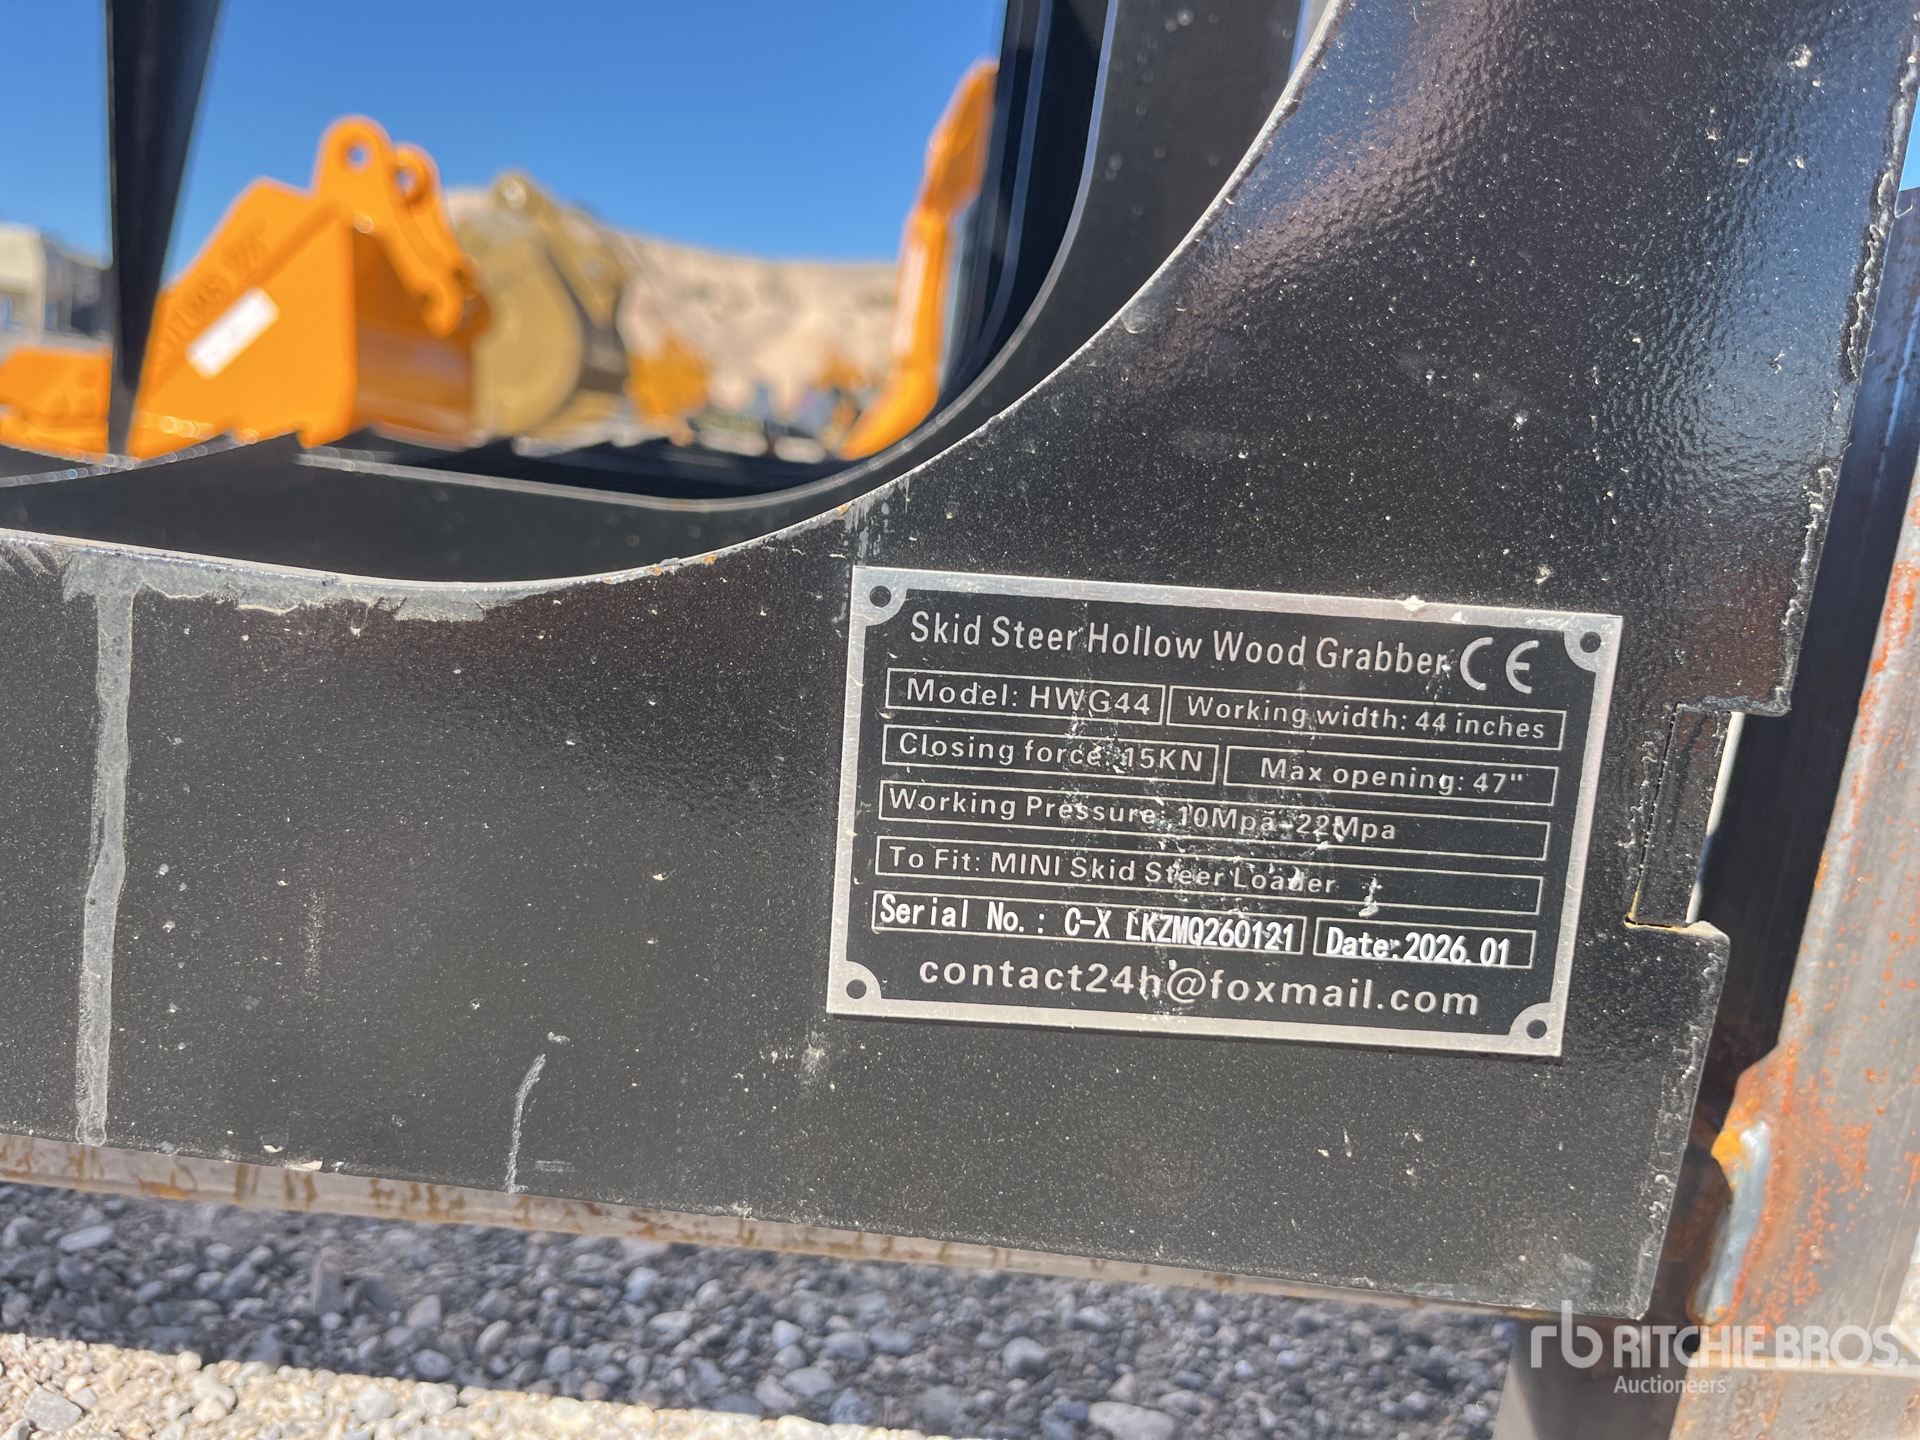 Skid Steer Hollow Wood Grabber CE
Model: HWG44 Working width: 44 inches
Closing force: 15KN Max opening: 47"
Working Pressure: 10Mpa-22Mpa
To Fit: MINI Skid Steer Loader
Serial No.: C-X LKZMQ260121 Date:2026.01
contact24h@foxmail.com
rb RITCHIE BROS.
Auctioneers